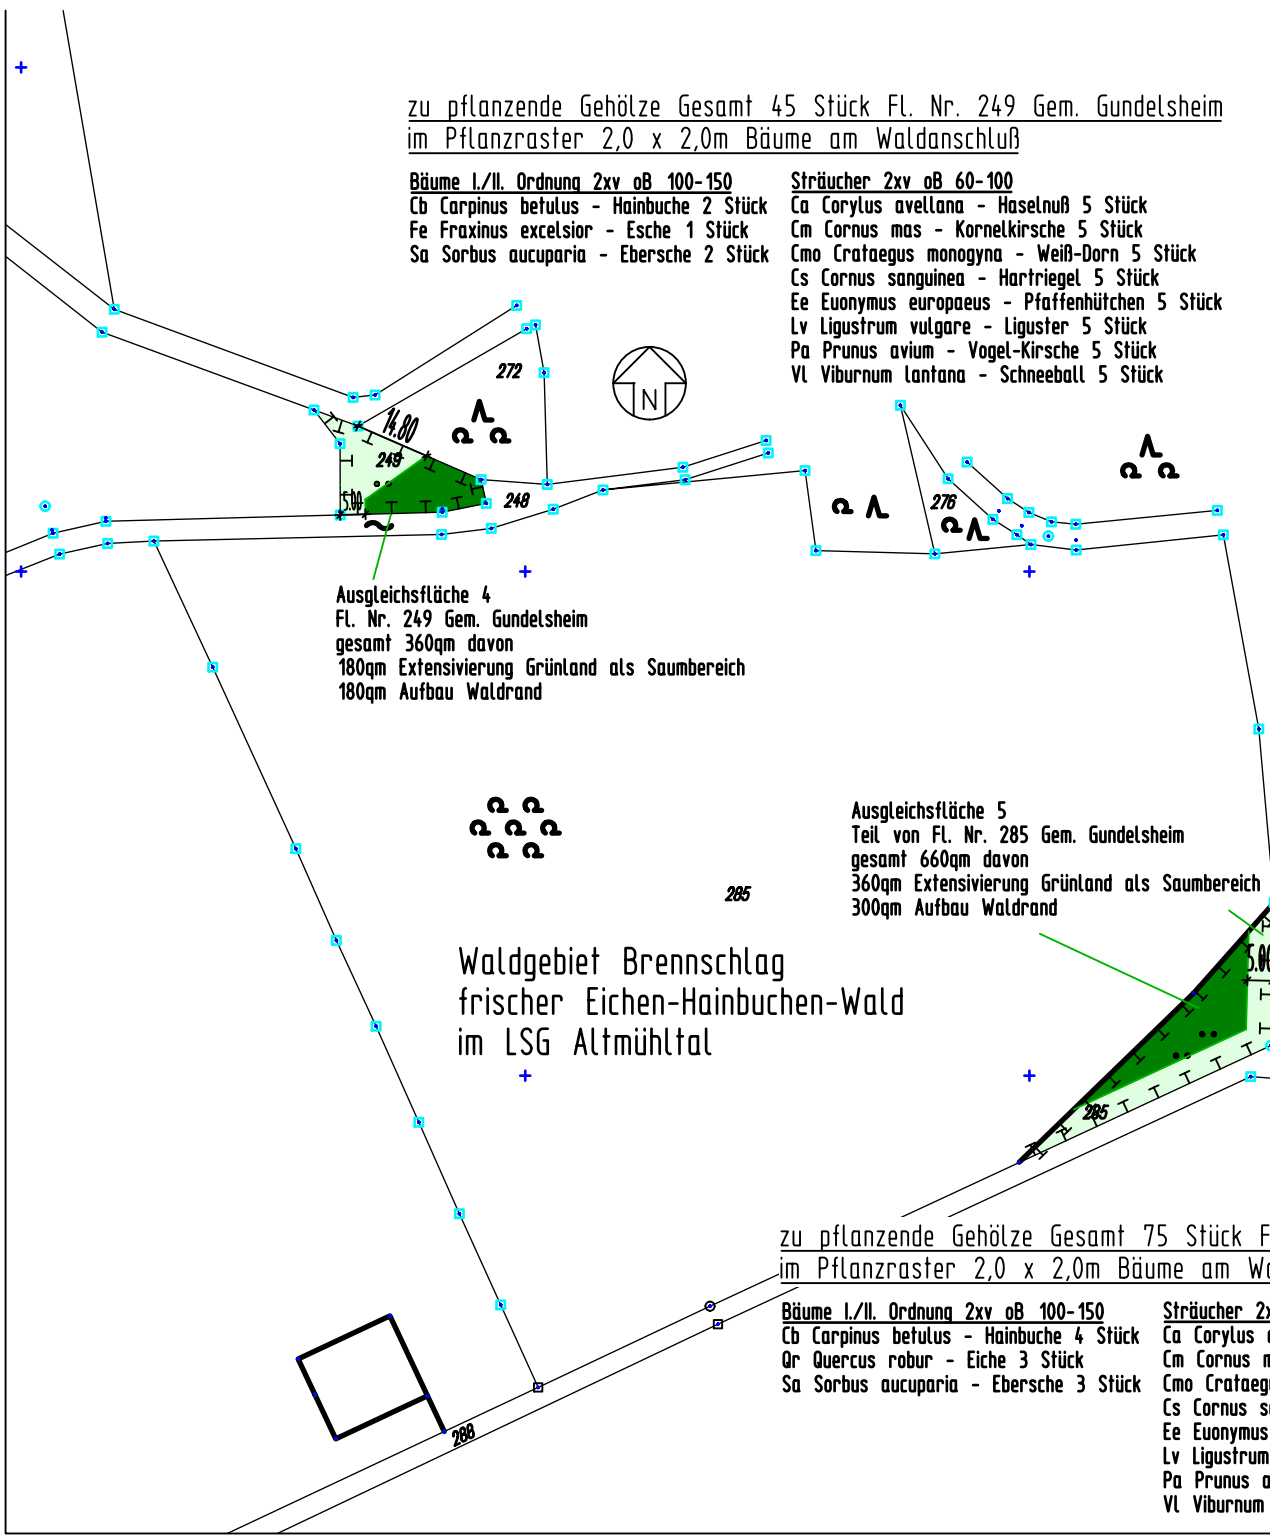 zu pflanzende Gehölze Gesamt 45 Stück Fl. Nr. 249 Gem. Gundelsheim
im Pflanzraster 2,0 x 2,0m Bäume am Waldanschluß
Bäume I./II. Ordnung 2xv oB 100-150
Cb Carpinus betulus - Hainbuche 2 Stück
Fe Fraxinus excelsior - Esche 1 Stück
Sa Sorbus aucuparia - Ebersche 2 Stück
Sträucher 2xv oB 60-100
Ca Corylus avellana - Haselnuß 5 Stück
Cm Cornus mas - Kornelkirsche 5 Stück
Cmo Crataegus monogyna - Weiß-Dorn 5 Stück
Cs Cornus sanguinea - Hartriegel 5 Stück
Ee Euonymus europaeus - Pfaffenhütchen 5 Stück
Lv Ligustrum vulgare - Liguster 5 Stück
Pa Prunus avium - Vogel-Kirsche 5 Stück
Vl Viburnum lantana - Schneeball 5 Stück
272
N
14.80
249
5.00
248
276
Ausgleichsfläche 4
Fl. Nr. 249 Gem. Gundelsheim
gesamt 360qm davon
180qm Extensivierung Grünland als Saumbereich
180qm Aufbau Waldrand
Ausgleichsfläche 5
Teil von Fl. Nr. 285 Gem. Gundelsheim
gesamt 660qm davon
360qm Extensivierung Grünland als Saumbereich
300qm Aufbau Waldrand
285
Waldgebiet Brennschlag
frischer Eichen-Hainbuchen-Wald
im LSG Altmühltal
5.00
285
zu pflanzende Gehölze Gesamt 75 Stück F
im Pflanzraster 2,0 x 2,0m Bäume am Wa
Bäume I./II. Ordnung 2xv oB 100-150
Cb Carpinus betulus - Hainbuche 4 Stück
Qr Quercus robur - Eiche 3 Stück
Sa Sorbus aucuparia - Ebersche 3 Stück
Sträucher 2x
Ca Corylus
Cm Cornus
Cmo Crataeg
Cs Cornus
Ee Euonymus
Lv Ligustrum
Pa Prunus
Vl Viburnum
288